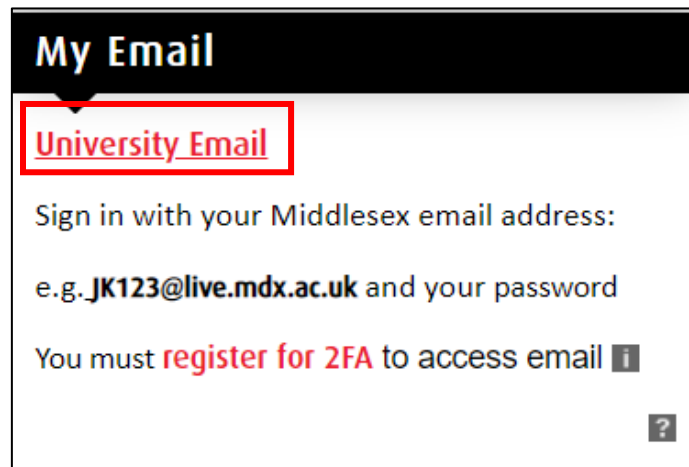 My Email
University Email
Sign in with your Middlesex email address:
e.g. JK123@live.mdx.ac.uk and your password
You must register for 2FA to access email i
?